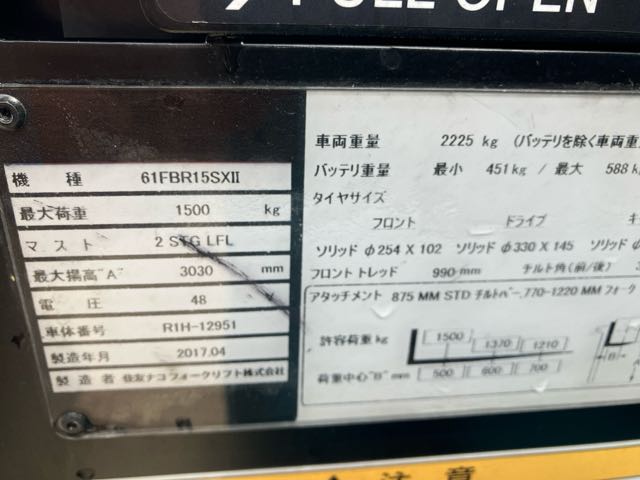 PULL OPEN
機 種 61FBR15SXII
最大荷重 1500 kg
マ ス ト 2 STG LFL
最大揚高"A" 3030 mm
電 圧 48
車体番号 R1H-12951
製造年月 2017.04
製 造 者 住友ナコフォークリフト株式会社
車両重量 2225 kg (バッテリを除く車両重
バッテリ重量 最小 451kg / 最大 588 k
タイヤサイズ
フロント ドライブ キ
ソリッド φ254 X 102 ソリッド φ330 X 145 ソリッド φ
フロント トレッド 990 mm チルト角(前/後)
アタッチメント 875 MM STD チルトバー,770-1220 MM フォーク
許容荷重 kg 1500 1370 1210
荷重中心"B" mm 500 600 700
"B"
注 意